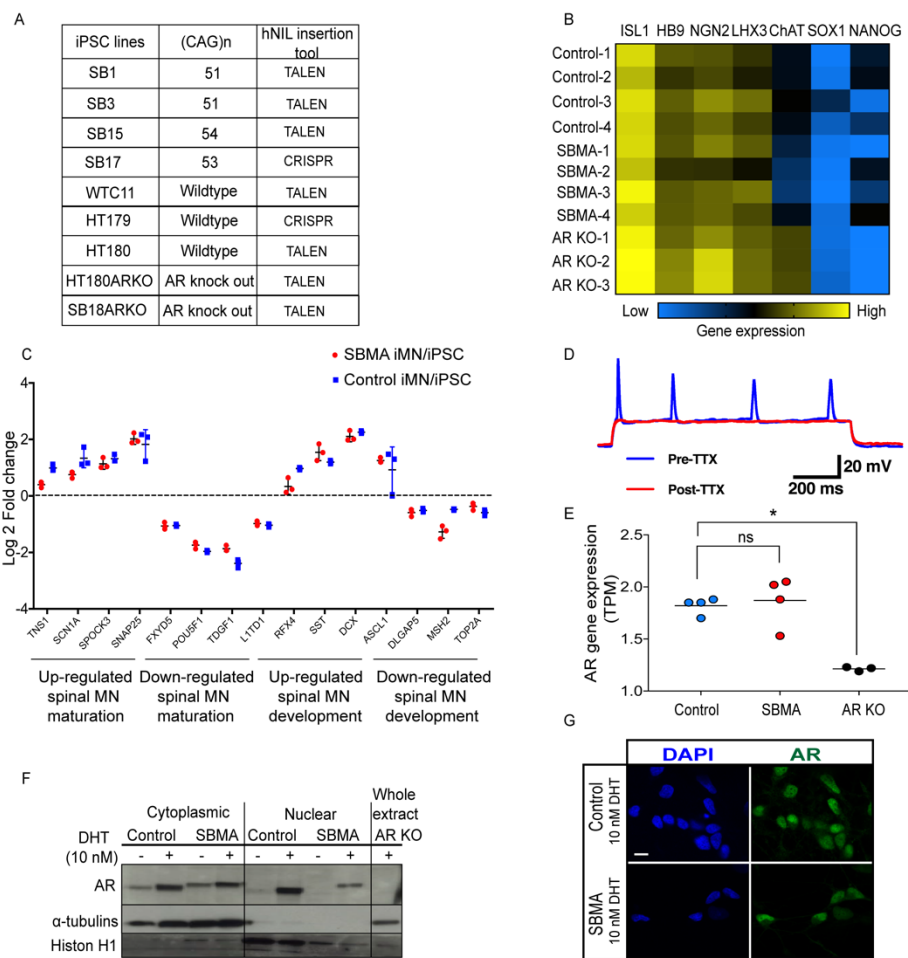 A
iPSC lines (CAG)n hNIL insertion tool
SB1 51 TALEN
SB3 51 TALEN
SB15 54 TALEN
SB17 53 CRISPR
WTC11 Wildtype TALEN
HT179 Wildtype CRISPR
HT180 Wildtype TALEN
HT180ARKO AR knock out TALEN
SB18ARKO AR knock out TALEN
B
ISL1 HB9 NGN2 LHX3 ChAT SOX1 NANOG
Control-1
Control-2
Control-3
Control-4
SBMA-1
SBMA-2
SBMA-3
SBMA-4
AR KO-1
AR KO-2
AR KO-3
Low High
Gene expression
C
SBMA iMN/iPSC
Control iMN/iPSC
Log 2 Fold change
4
2
0
-2
-4
TNS1 SCN1A SPOCK3 SNAP25 FXYD5 POU5F1 TDGF1 L1TD1 RFX4 SST DCX ASCL1 DLGAP5 MSH2 TOP2A
Up-regulated spinal MN maturation
Down-regulated spinal MN maturation
Up-regulated spinal MN development
Down-regulated spinal MN development
D
Pre-TTX
Post-TTX
20 mV
200 ms
E
AR gene expression (TPM)
2.5
2.0
1.5
1.0
ns
*
Control SBMA AR KO
F
Cytoplasmic Nuclear Whole extract
Control SBMA Control SBMA AR KO
DHT (10 nM) - + - + - + - + +
AR
α-tubulins
Histon H1
G
DAPI AR
Control
10 nM DHT
SBMA
10 nM DHT